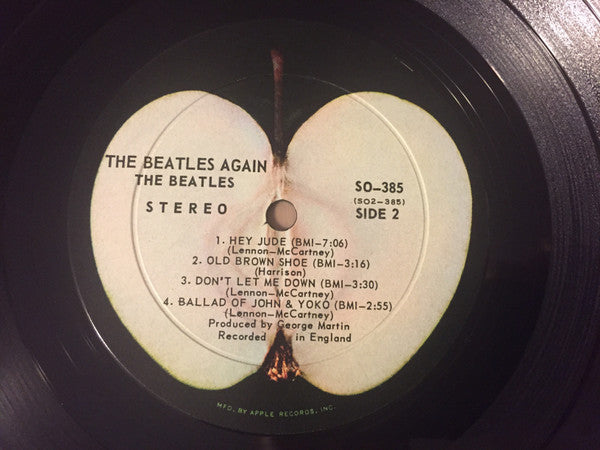 THE BEATLES AGAIN
THE BEATLES
STEREO
SO-385
(SO2-385)
SIDE 2
1. HEY JUDE (BMI-7:06)
(Lennon-McCartney)
2. OLD BROWN SHOE (BMI-3:16)
(Harrison)
3. DON'T LET ME DOWN (BMI-3:30)
(Lennon-McCartney)
4. BALLAD OF JOHN & YOKO (BMI-2:55)
(Lennon-McCartney)
Produced by George Martin
Recorded in England
MFD. BY APPLE RECORDS, INC.